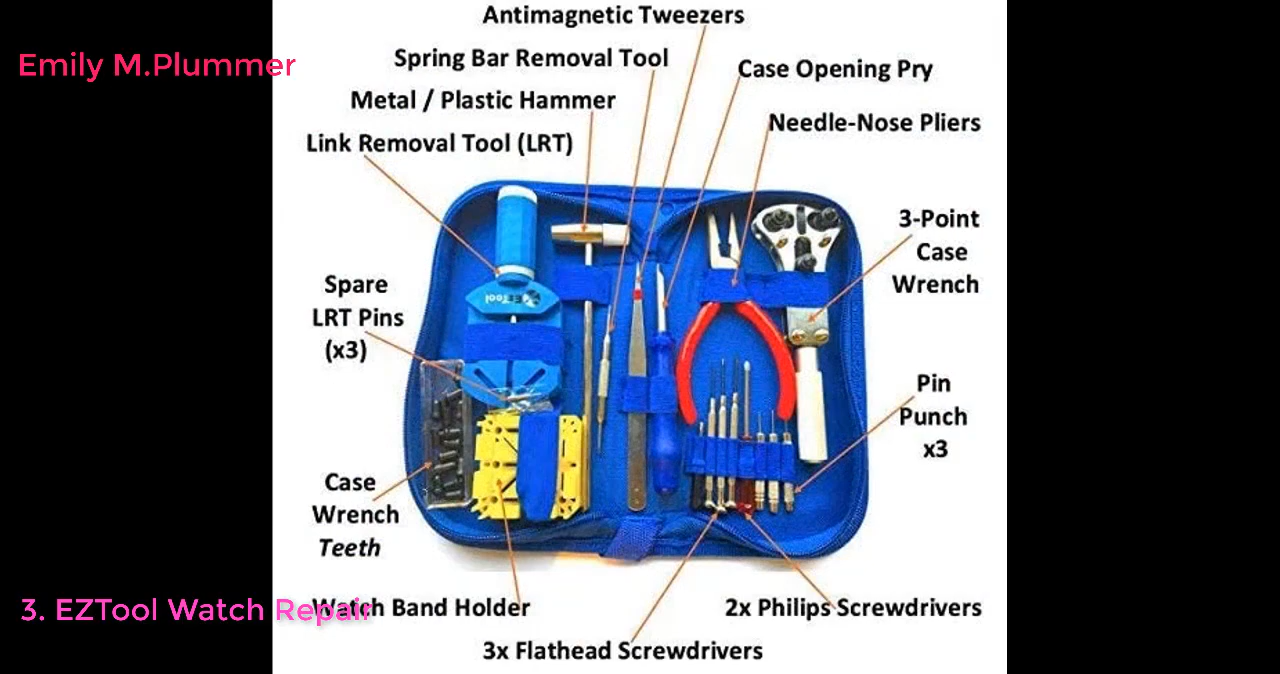 Antimagnetic Tweezers
Emily M.Plummer
Spring Bar Removal Tool
Case Opening Pry
Metal / Plastic Hammer
Needle-Nose Pliers
Link Removal Tool (LRT)
3-Point
Case
Wrench
Spare
LRT Pins
(x3)
EZTool
Pin
Punch
x3
Case
Wrench
Teeth
3. EZTool Watch Repair
Watch Band Holder
2x Philips Screwdrivers
3x Flathead Screwdrivers